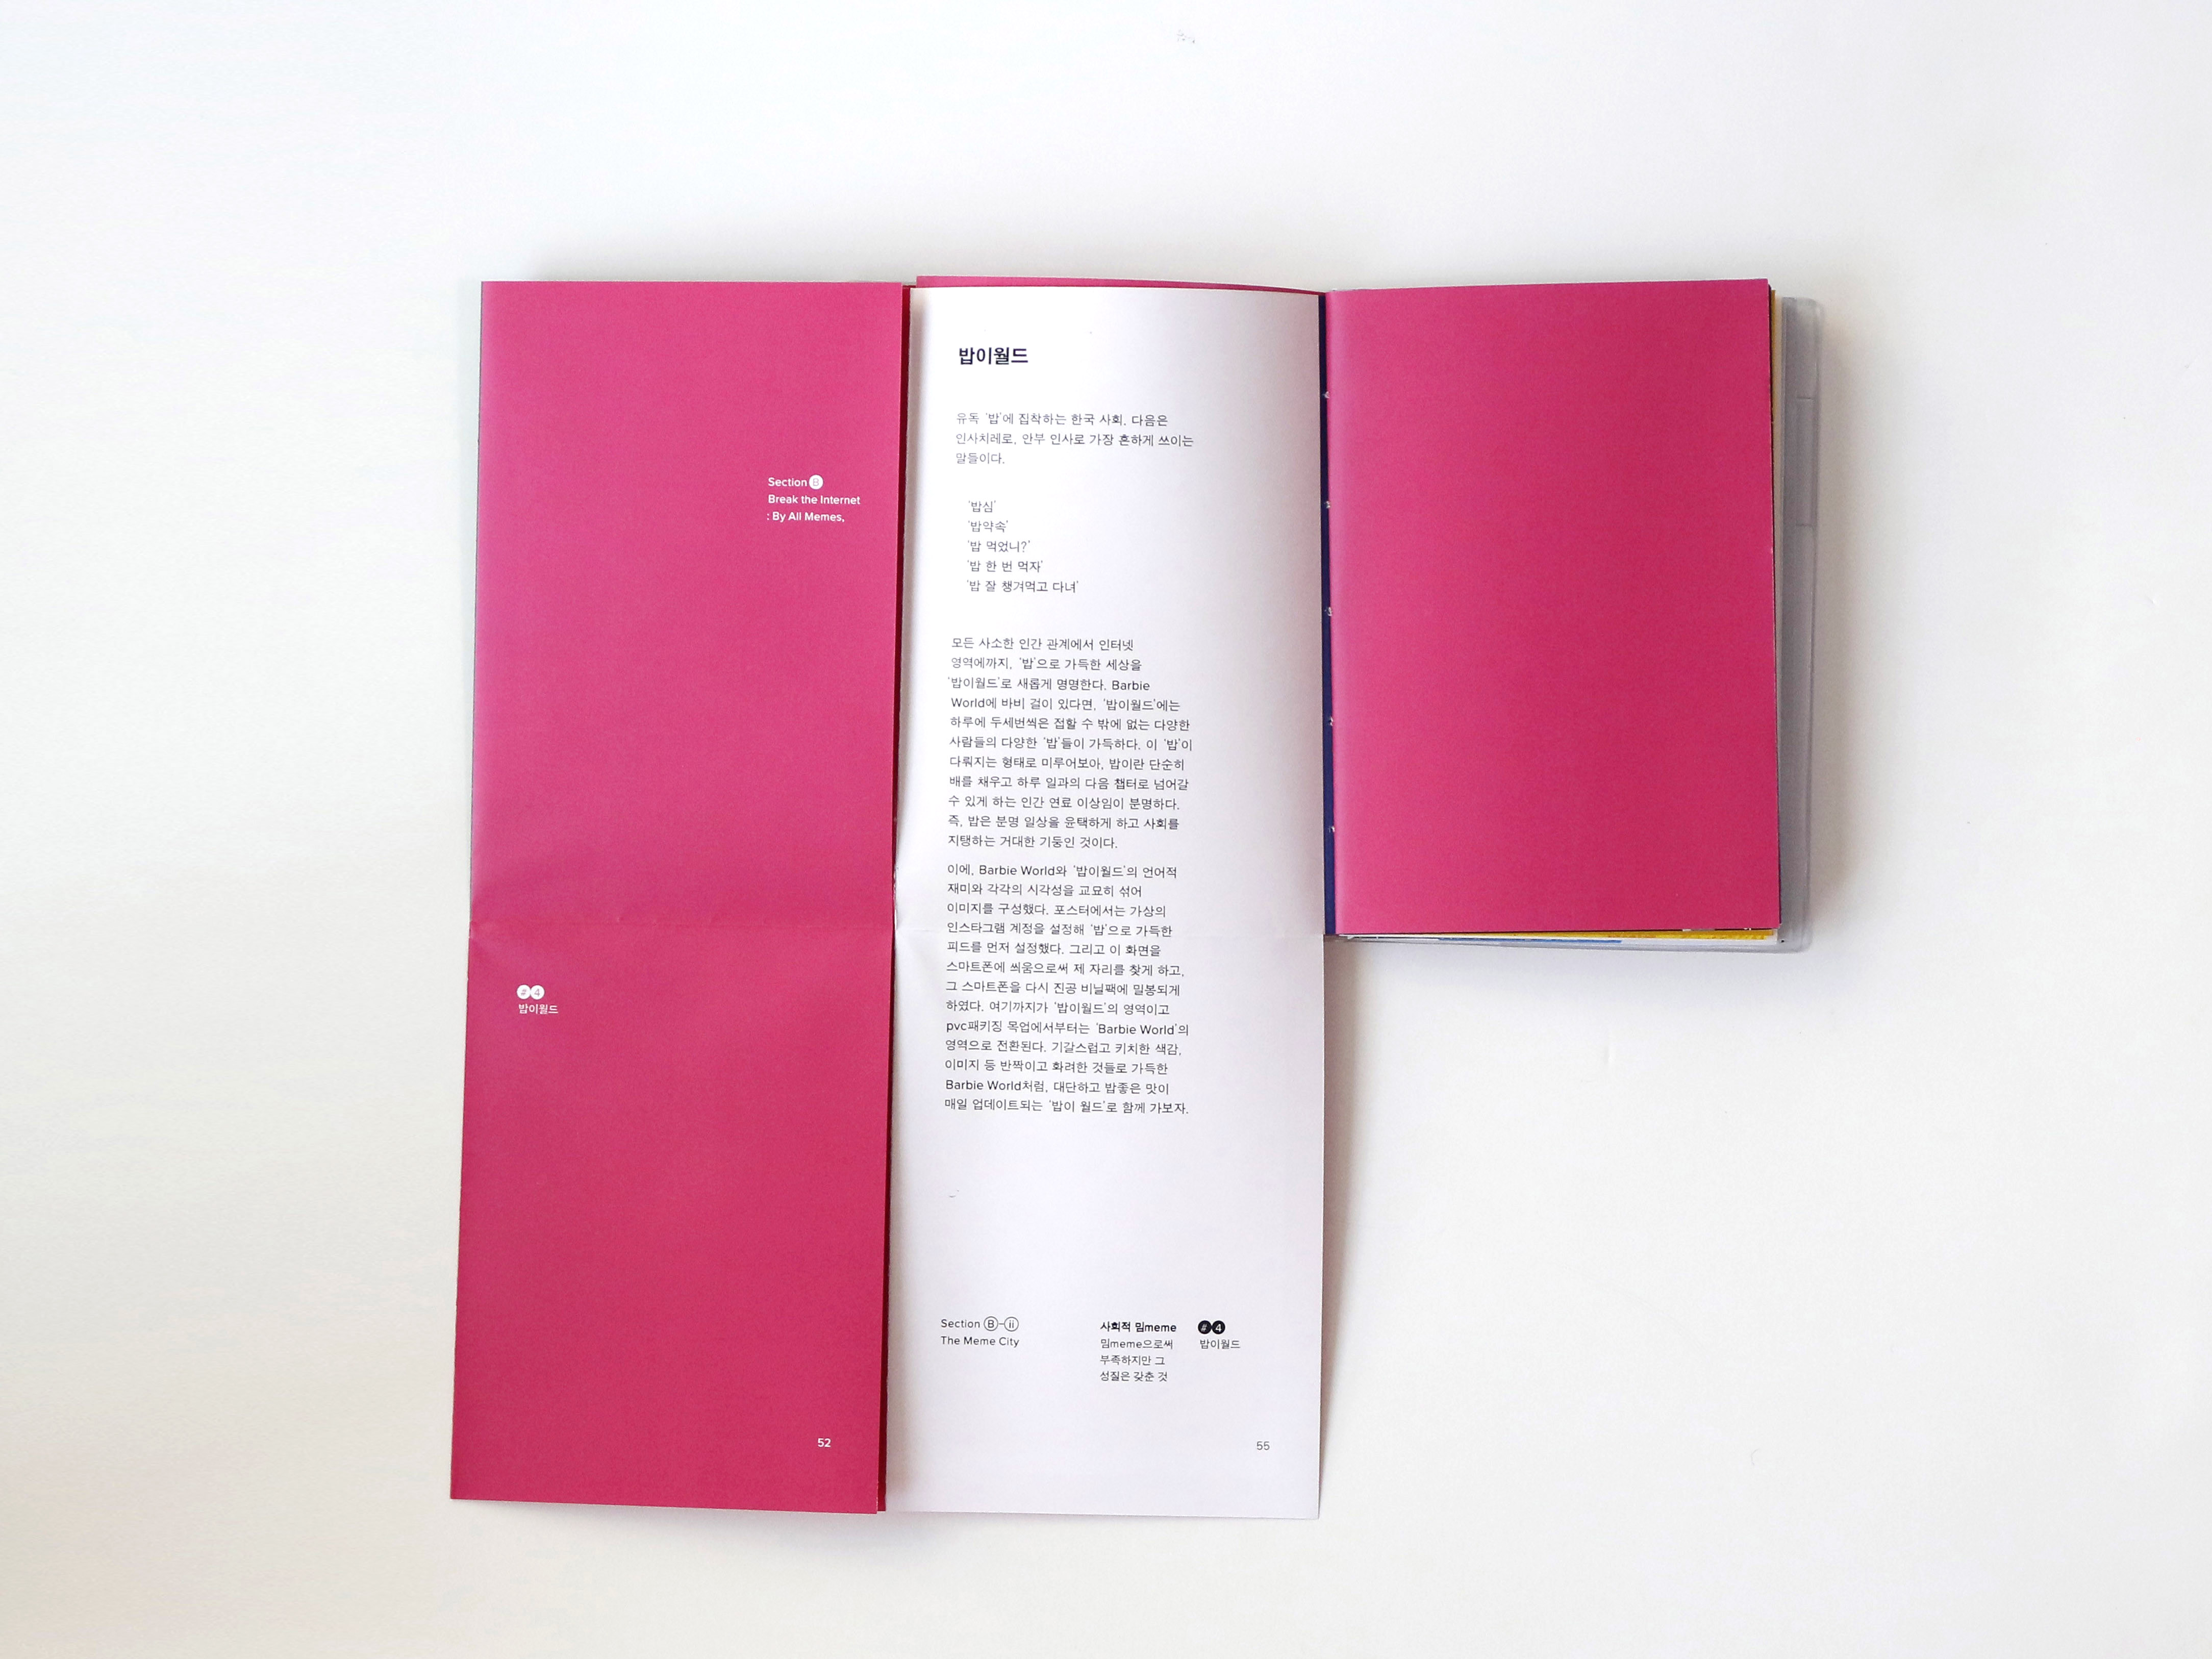 Section B
Break the Internet
: By All Memes,
#4
밥이월드
52
밥이월드
유독 '밥'에 집착하는 한국 사회. 다음은
인사치레로, 안부 인사로 가장 흔하게 쓰이는
말들이다.
'밥심'
'밥약속'
'밥 먹었니?'
'밥 한 번 먹자'
'밥 잘 챙겨먹고 다녀'
모든 사소한 인간 관계에서 인터넷
영역에까지, '밥'으로 가득한 세상을
'밥이월드'로 새롭게 명명한다. Barbie
World에 바비 걸이 있다면, '밥이월드'에는
하루에 두세번씩은 접할 수 밖에 없는 다양한
사람들의 다양한 '밥'들이 가득하다. 이 '밥'이
다뤄지는 형태로 미루어보아, 밥이란 단순히
배를 채우고 하루 일과의 다음 챕터로 넘어갈
수 있게 하는 인간 연료 이상임이 분명하다.
즉, 밥은 분명 일상을 윤택하게 하고 사회를
지탱하는 거대한 기둥인 것이다.
이에, Barbie World와 '밥이월드'의 언어적
재미와 각각의 시각성을 교묘히 섞어
이미지를 구성했다. 포스터에서는 가상의
인스타그램 계정을 설정해 '밥'으로 가득한
피드를 먼저 설정했다. 그리고 이 화면을
스마트폰에 씌움으로써 제 자리를 찾게 하고,
그 스마트폰을 다시 진공 비닐팩에 밀봉되게
하였다. 여기까지가 '밥이월드'의 영역이고
pvc패키징 목업에서부터는 'Barbie World'의
영역으로 전환된다. 기갈스럽고 키치한 색감,
이미지 등 반짝이고 화려한 것들로 가득한
Barbie World처럼, 대단하고 밥좋은 맛이
매일 업데이트되는 '밥이 월드'로 함께 가보자.
Section B-ii
The Meme City
사회적 밈meme
밈meme으로써
부족하지만 그
성질은 갖춘 것
#4
밥이월드
55